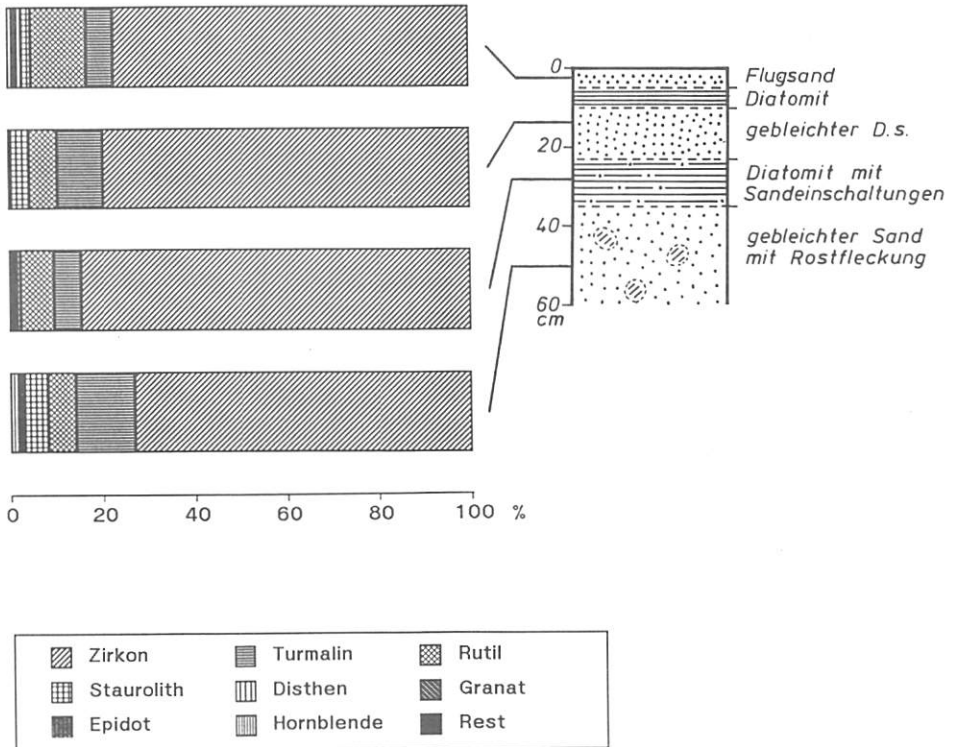 0
20
40
60
cm
Flugsand
Diatomit
gebleichter D.s.
Diatomit mit
Sandeinschaltungen
gebleichter Sand
mit Rostfleckung
0 20 40 60 80 100 %
Zirkon Turmalin Rutil
Staurolith Disthen Granat
Epidot Hornblende Rest